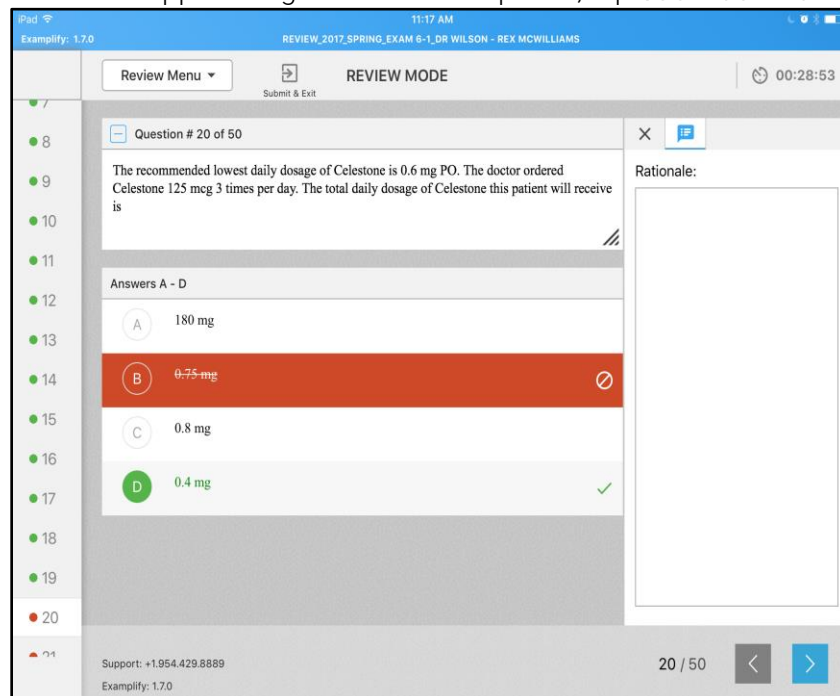 iPad
11:17 AM
Examplify: 1.7.0
REVIEW_2017_SPRING_EXAM 6-1_DR WILSON - REX MCWILLIAMS
Review Menu
Submit & Exit
REVIEW MODE
00:28:53
7
8
9
10
11
12
13
14
15
16
17
18
19
20
21
Question # 20 of 50
The recommended lowest daily dosage of Celestone is 0.6 mg PO. The doctor ordered
Celestone 125 mcg 3 times per day. The total daily dosage of Celestone this patient will receive
is
Answers A - D
A 180 mg
B 0.75 mg
C 0.8 mg
D 0.4 mg
Rationale:
Support: +1.954.429.8889
Examplify: 1.7.0
20 / 50